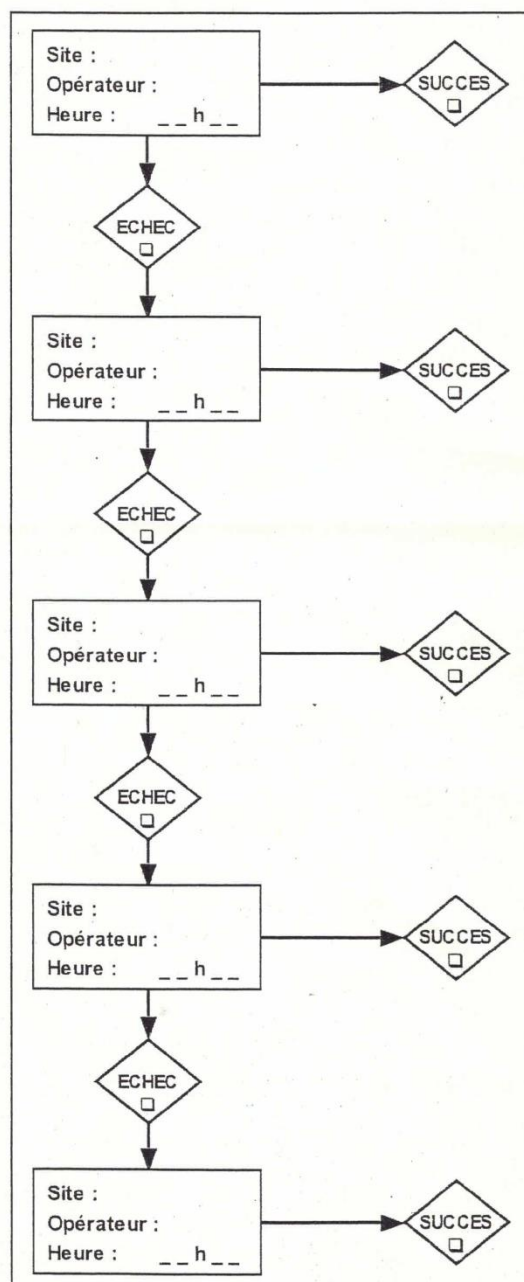 Site :
SUCCES
Opérateur :
❑
Heure : _ _ h _ _
ECHEC
❑
Site :
SUCCES
Opérateur :
❑
Heure : _ _ h _ _
ECHEC
❑
Site :
SUCCES
Opérateur :
❑
Heure : _ _ h _ _
ECHEC
❑
Site :
SUCCES
Opérateur :
❑
Heure : _ _ h _ _
ECHEC
❑
Site :
SUCCES
Opérateur :
❑
Heure : _ _ h _ _